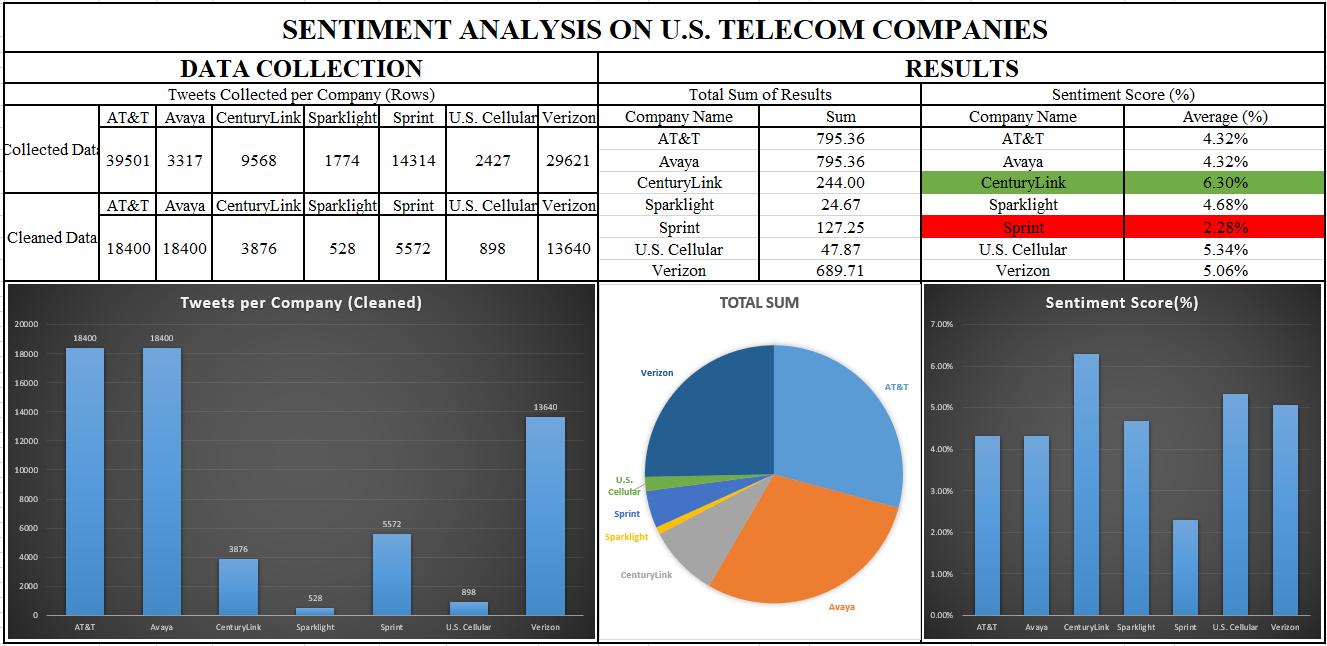 SENTIMENT ANALYSIS ON U.S. TELECOM COMPANIES
DATA COLLECTION
RESULTS
Tweets Collected per Company (Rows)
Total Sum of Results
Sentiment Score (%)
AT&T Avaya CenturyLink Sparklight Sprint U.S. Cellular Verizon
Collected Data
39501 3317 9568 1774 14314 2427 29621
AT&T Avaya CenturyLink Sparklight Sprint U.S. Cellular Verizon
Cleaned Data
18400 18400 3876 528 5572 898 13640
Company Name Sum
AT&T 795.36
Avaya 795.36
CenturyLink 244.00
Sparklight 24.67
Sprint 127.25
U.S. Cellular 47.87
Verizon 689.71
Company Name Average (%)
AT&T 4.32%
Avaya 4.32%
CenturyLink 6.30%
Sparklight 4.68%
Sprint 2.28%
U.S. Cellular 5.34%
Verizon 5.06%
Tweets per Company (Cleaned)
20000
18000
16000
14000
12000
10000
8000
6000
4000
2000
0
18400 18400 3876 528 5572 898 13640
AT&T Avaya CenturyLink Sparklight Sprint U.S. Cellular Verizon
TOTAL SUM
Verizon
AT&T
U.S.
Cellular
Sprint
Sparklight
CenturyLink
Avaya
Sentiment Score(%)
7.00%
6.00%
5.00%
4.00%
3.00%
2.00%
1.00%
0.00%
AT&T Avaya CenturyLink Sparklight Sprint U.S. Cellular Verizon